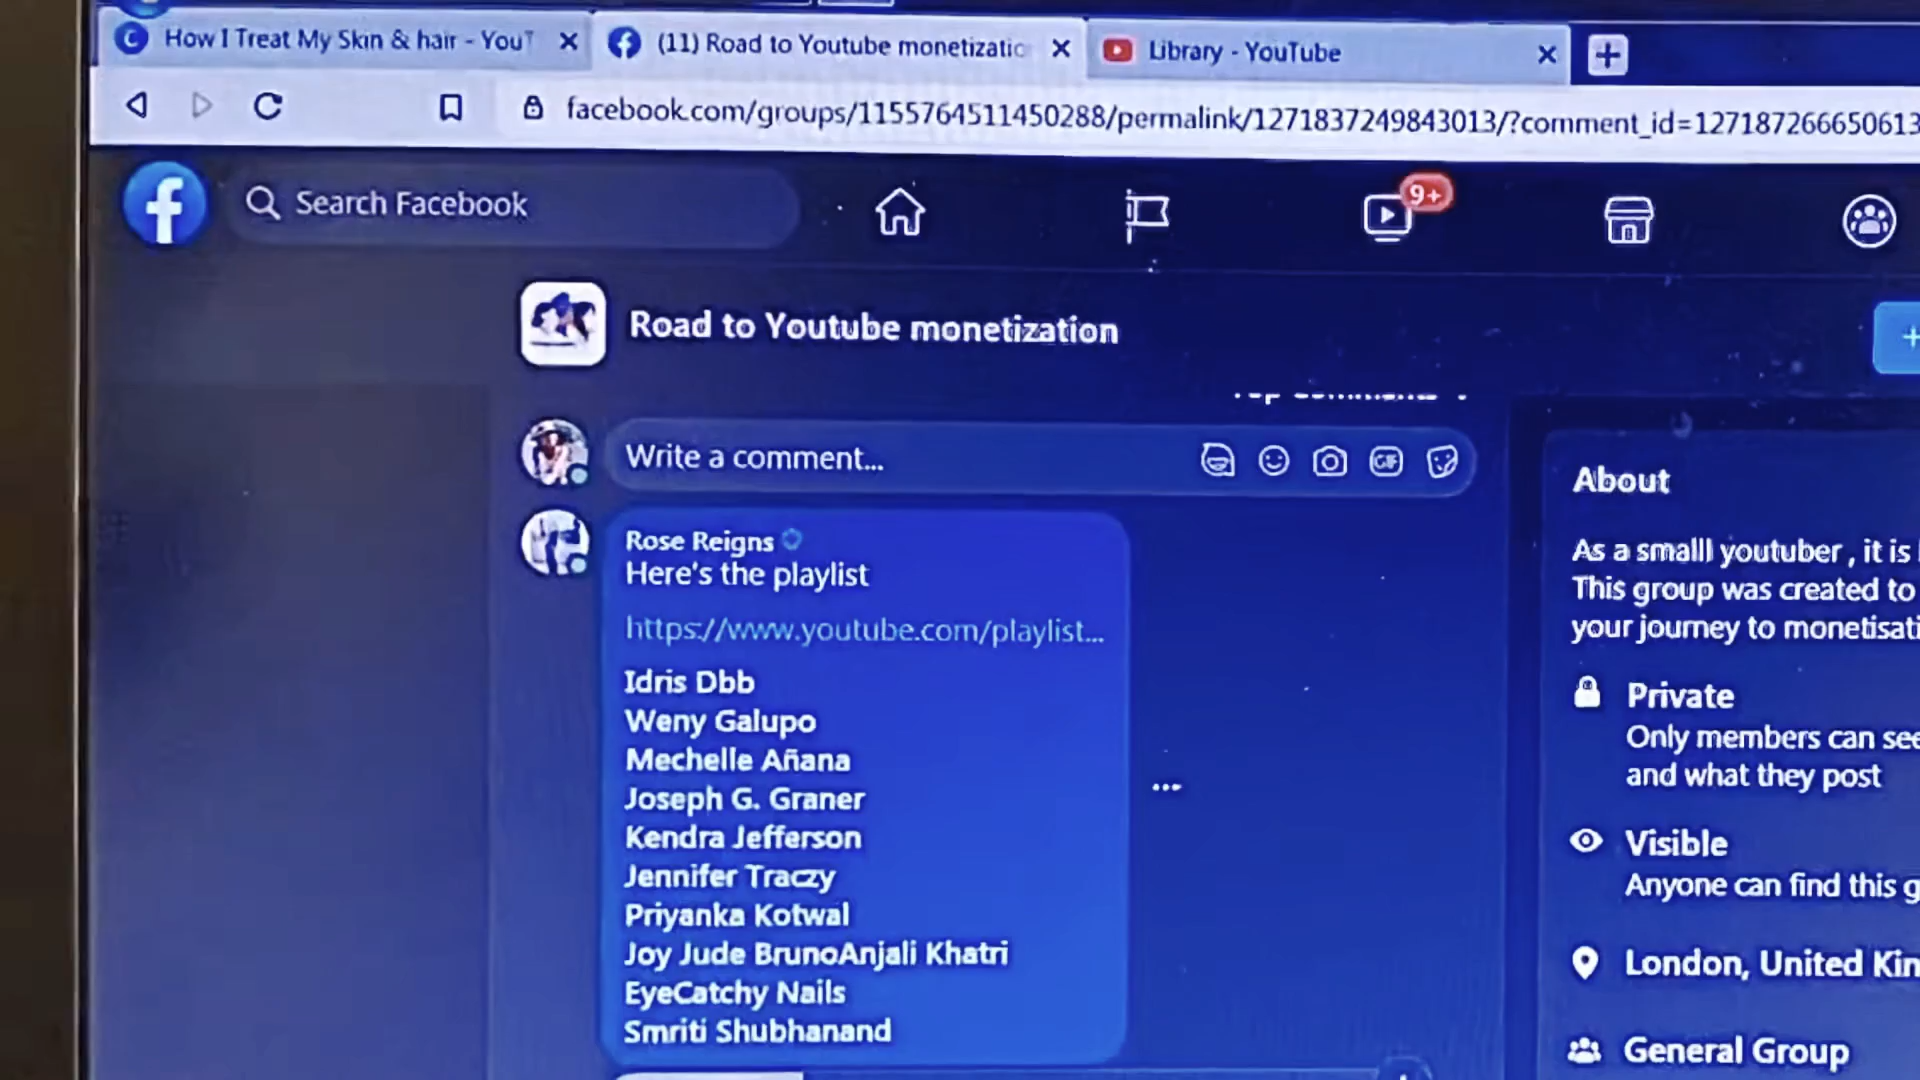 How I Treat My Skin & hair - YouT
(11) Road to Youtube monetizatio
Library - YouTube
facebook.com/groups/1155764511450288/permalink/1271837249843013/?comment_id=127187266650613
Search Facebook
9+
Road to Youtube monetization
Write a comment...
GIF
Rose Reigns
Here's the playlist
https://www.youtube.com/playlist...
Idris Dbb
Weny Galupo
Mechelle Añana
Joseph G. Graner
Kendra Jefferson
Jennifer Traczy
Priyanka Kotwal
Joy Jude BrunoAnjali Khatri
EyeCatchy Nails
Smriti Shubhanand
About
As a smalll youtuber , it is
This group was created to
your journey to monetisati
Private
Only members can see
and what they post
Visible
Anyone can find this g
London, United Kin
General Group